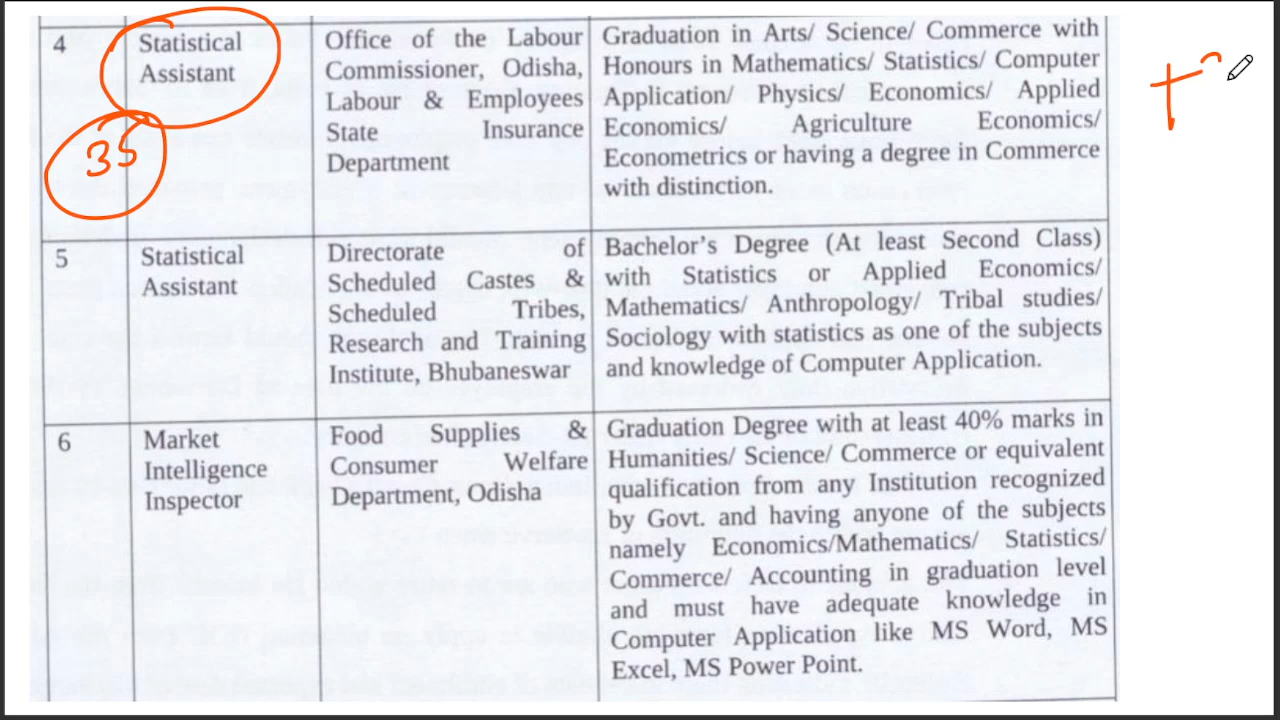 4
Statistical
Assistant
35
Office of the Labour
Commissioner, Odisha,
Labour & Employees
State Insurance
Department
Graduation in Arts/ Science/ Commerce with
Honours in Mathematics/ Statistics/ Computer
Application/ Physics/ Economics/ Applied
Economics/ Agriculture Economics/
Econometrics or having a degree in Commerce
with distinction.
5
Statistical
Assistant
Directorate of
Scheduled Castes &
Scheduled Tribes,
Research and Training
Institute, Bhubaneswar
Bachelor's Degree (At least Second Class)
with Statistics or Applied Economics/
Mathematics/ Anthropology/ Tribal studies/
Sociology with statistics as one of the subjects
and knowledge of Computer Application.
6
Market
Intelligence
Inspector
Food Supplies &
Consumer Welfare
Department, Odisha
Graduation Degree with at least 40% marks in
Humanities/ Science/ Commerce or equivalent
qualification from any Institution recognized
by Govt. and having anyone of the subjects
namely Economics/Mathematics/ Statistics/
Commerce/ Accounting in graduation level
and must have adequate knowledge in
Computer Application like MS Word, MS
Excel, MS Power Point.